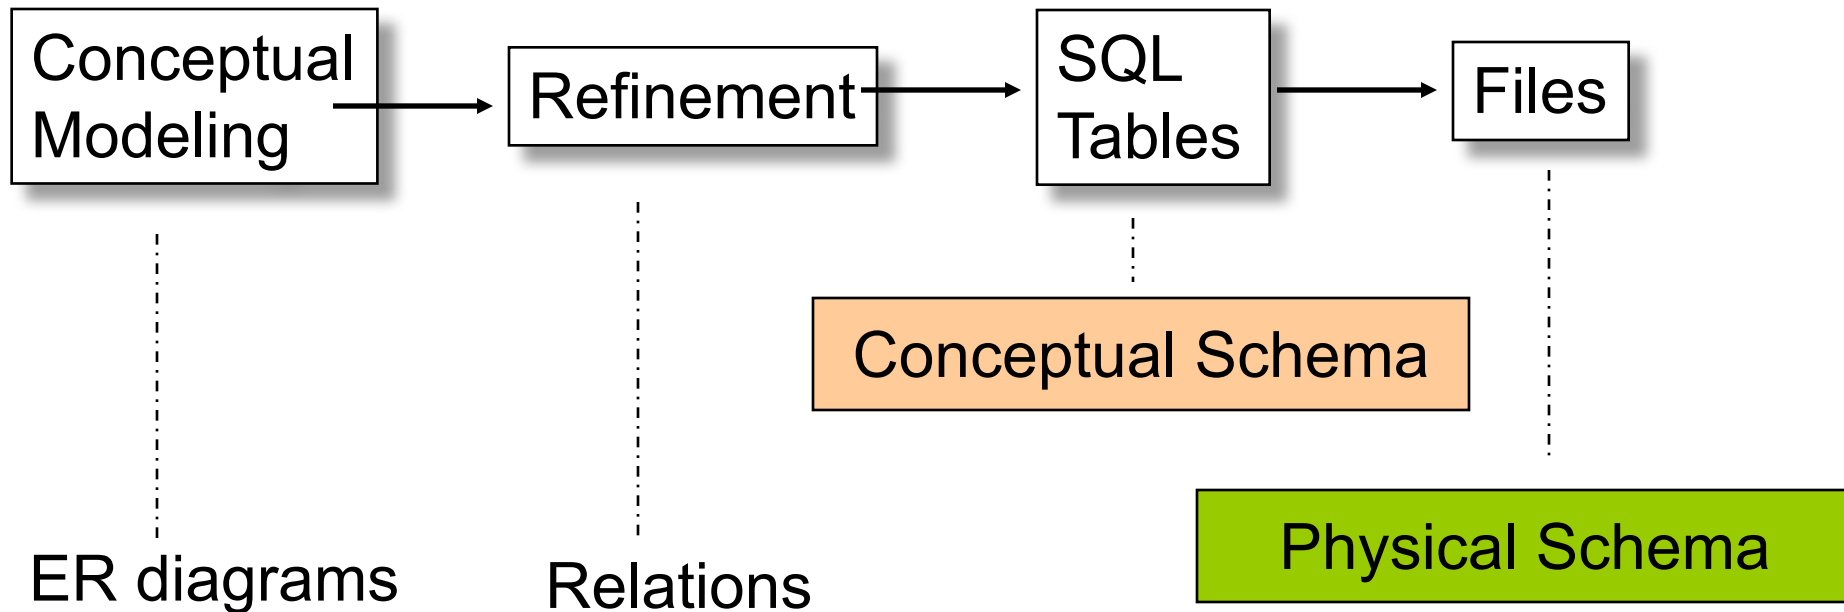 Conceptual
Modeling
Refinement
SQL
Tables
Files
Conceptual Schema
Physical Schema
ER diagrams
Relations